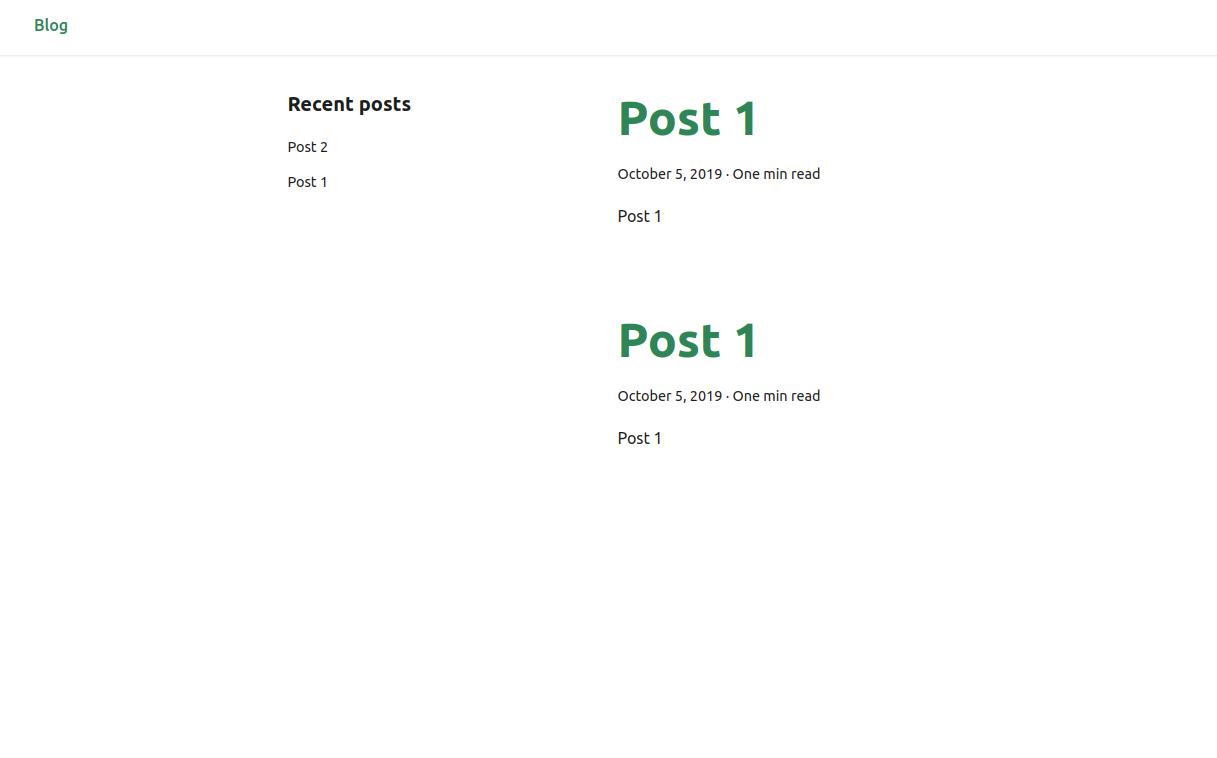 Blog
Recent posts
Post 2
Post 1
Post 1
October 5, 2019 · One min read
Post 1
Post 1
October 5, 2019 · One min read
Post 1